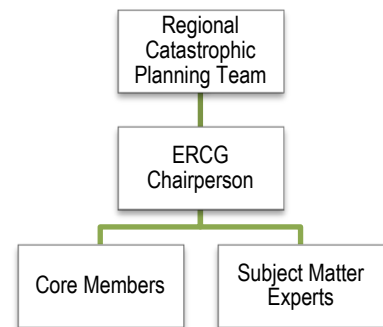 Regional
Catastrophic
Planning Team
ERCG
Chairperson
Core Members
Subject Matter
Experts